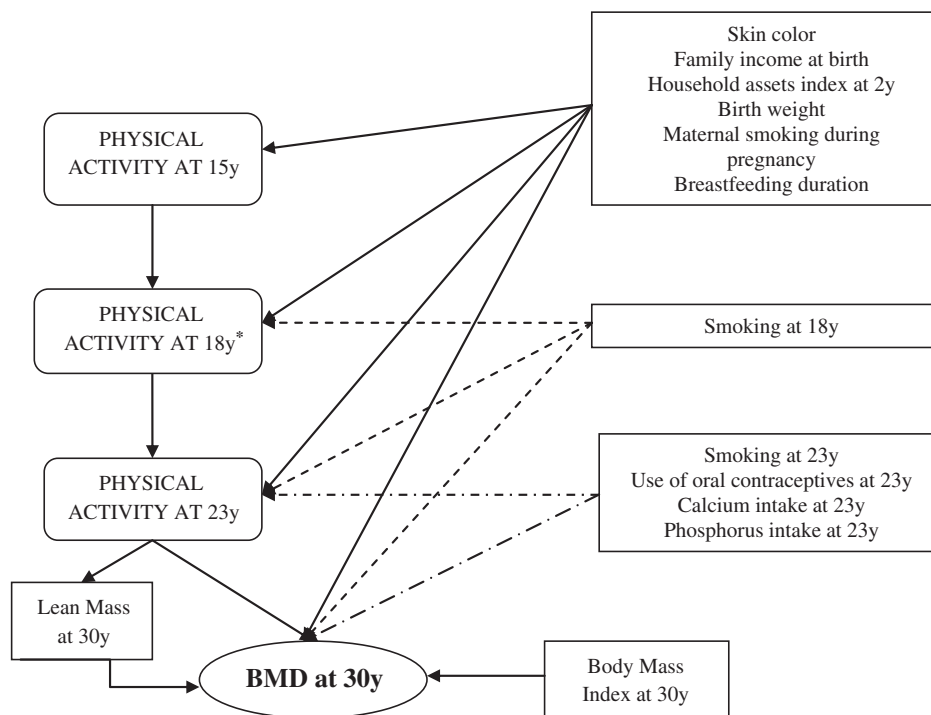 Skin color
Family income at birth
Household assets index at 2y
Birth weight
Maternal smoking during
pregnancy
Breastfeeding duration
PHYSICAL
ACTIVITY AT 15y
PHYSICAL
ACTIVITY AT 18y*
Smoking at 18y
PHYSICAL
ACTIVITY AT 23y
Smoking at 23y
Use of oral contraceptives at 23y
Calcium intake at 23y
Phosphorus intake at 23y
Lean Mass
at 30y
BMD at 30y
Body Mass
Index at 30y